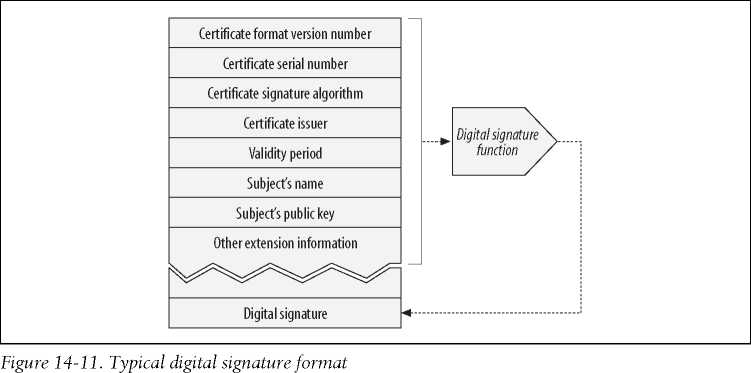 Certificate format version number
Certificate serial number
Certificate signature algorithm
Certificate issuer
Validity period
Subject's name
Subject's public key
Other extension information
Digital signature
Digital signature
function
Figure 14-11. Typical digital signature format